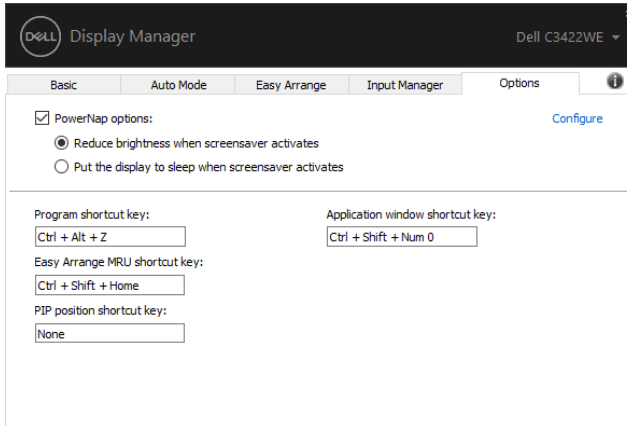 DELL Display Manager
Dell C3422WE
Basic
Auto Mode
Easy Arrange
Input Manager
Options
PowerNap options:
Configure
Reduce brightness when screensaver activates
Put the display to sleep when screensaver activates
Program shortcut key:
Application window shortcut key:
Ctrl + Alt + Z
Ctrl + Shift + Num 0
Easy Arrange MRU shortcut key:
Ctrl + Shift + Home
PIP position shortcut key:
None